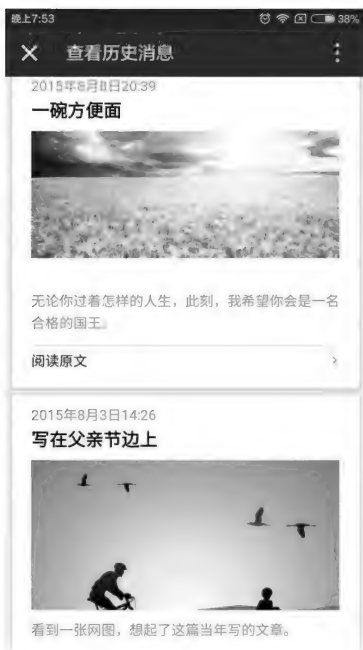 晚上7:53
38%
查看历史消息
2015年8月8日20:39
一碗方便面
无论你过着怎样的人生，此刻，我希望你会是一名
合格的国王。
阅读原文
2015年8月3日14:26
写在父亲节边上
看到一张网图，想起了这篇当年写的文章。